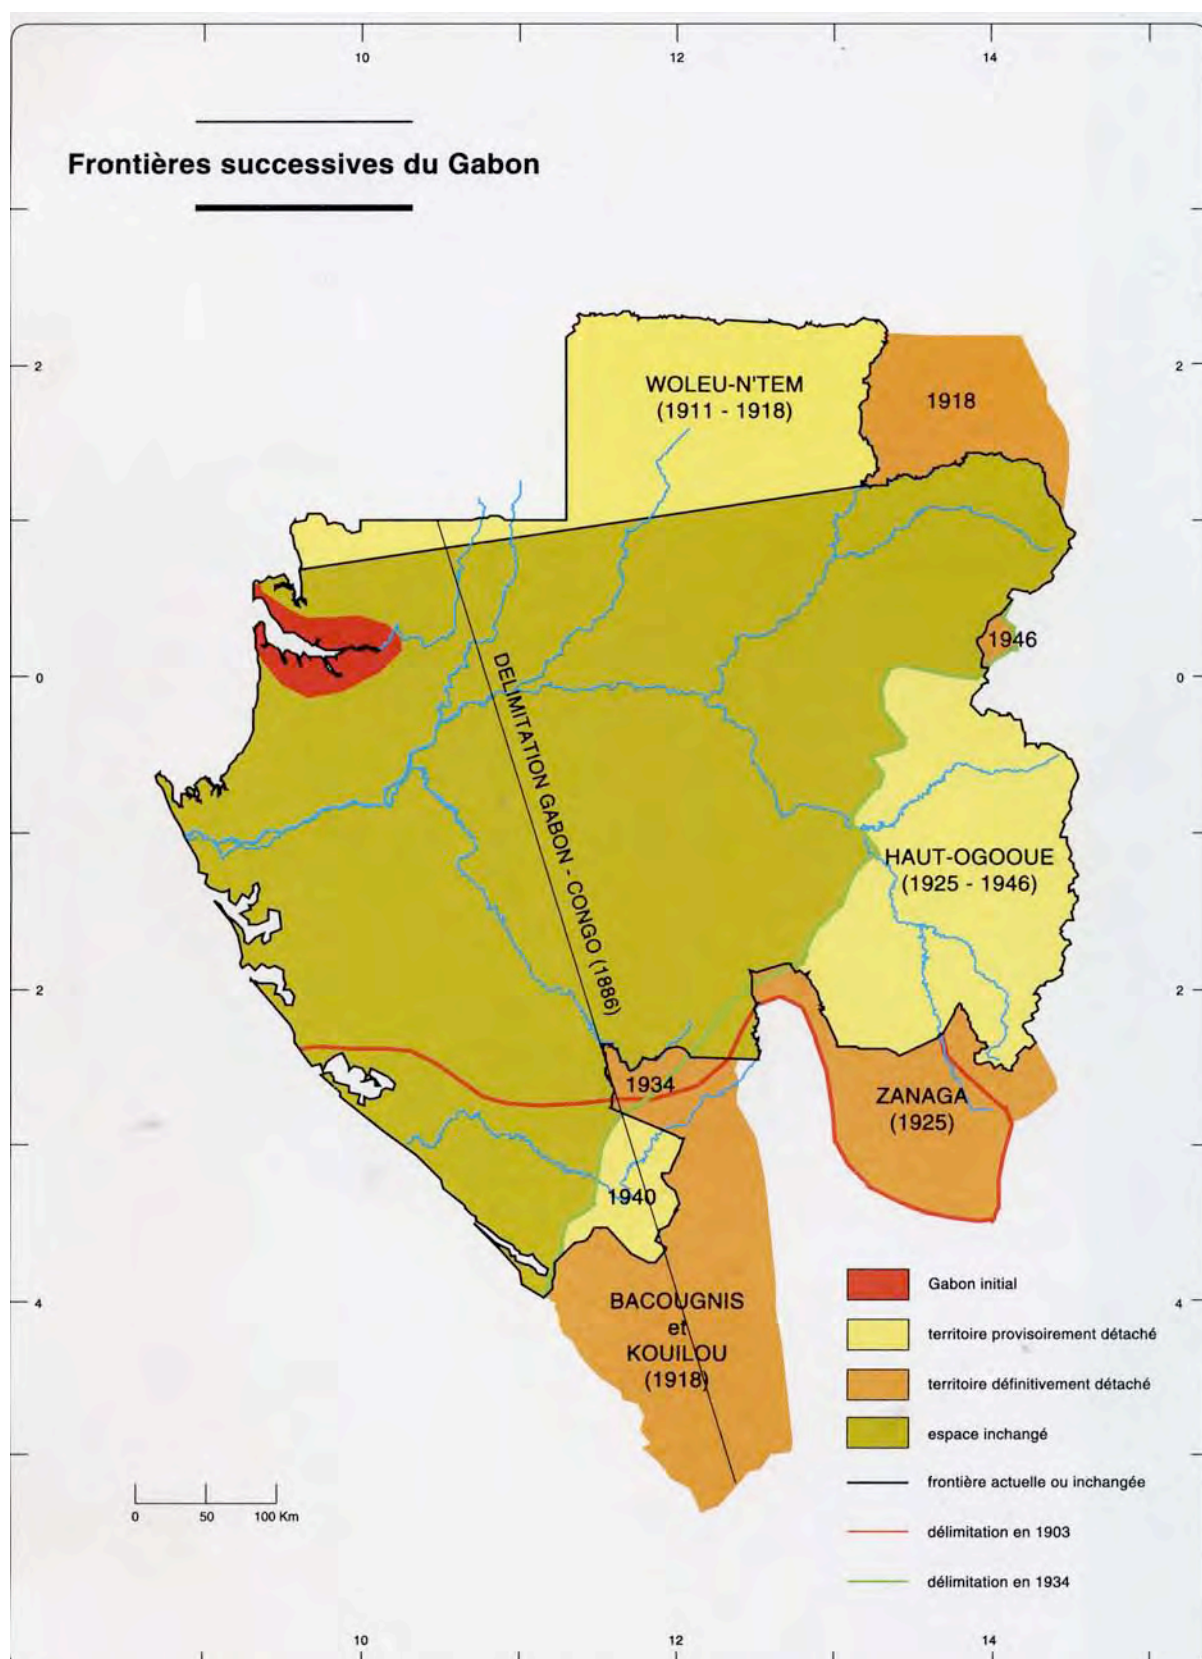 10
12
14
Frontières successives du Gabon
2
2
WOLEU-N'TEM
(1911 - 1918)
1918
1946
0
0
DELIMITATION GABON - CONGO (1886)
HAUT-OGOOUE
(1925 - 1946)
2
2
1934
ZANAGA
(1925)
1940
BACOUGNIS
et
KOUILOU
(1918)
4
4
Gabon initial
territoire provisoirement détaché
territoire définitivement détaché
espace inchangé
frontière actuelle ou inchangée
délimitation en 1903
délimitation en 1934
0
50
100 Km
10
12
14